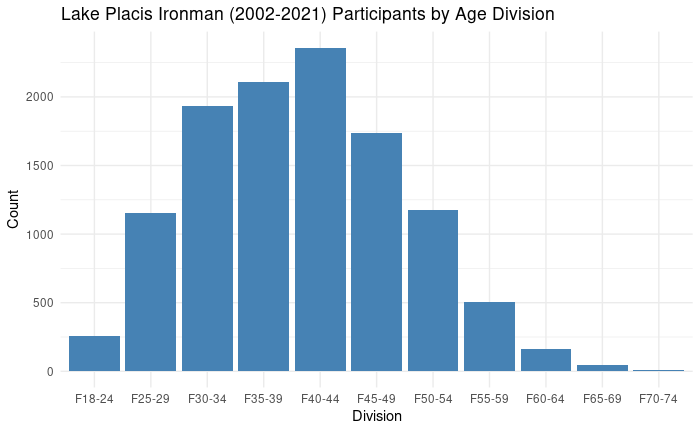 Lake Placis Ironman (2002-2021) Participants by Age Division
Count
2000
1500
1000
500
0
F18-24 F25-29 F30-34 F35-39 F40-44 F45-49 F50-54 F55-59 F60-64 F65-69 F70-74
Division